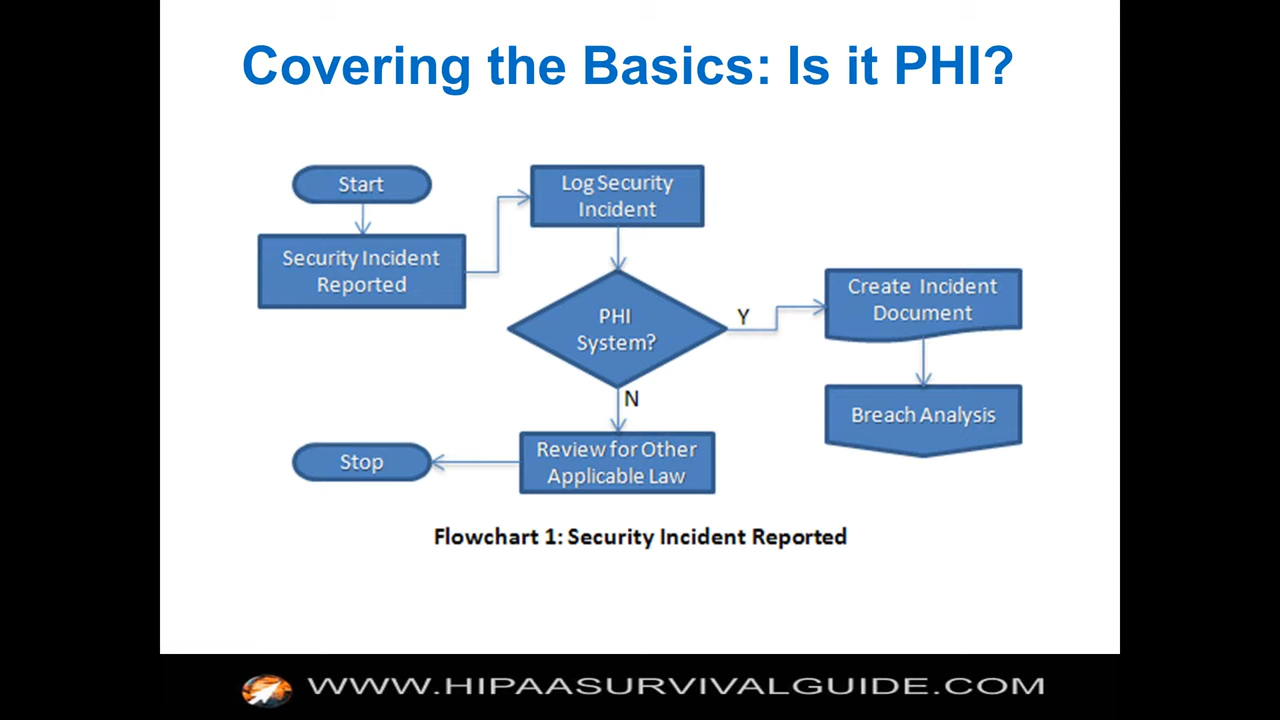 Covering the Basics: Is it PHI?
Start
Security Incident
Reported
Log Security
Incident
PHI
System?
Y
Create Incident
Document
Breach Analysis
N
Review for Other
Applicable Law
Stop
Flowchart 1: Security Incident Reported
WWW.HIPAASURVIVALGUIDE.COM